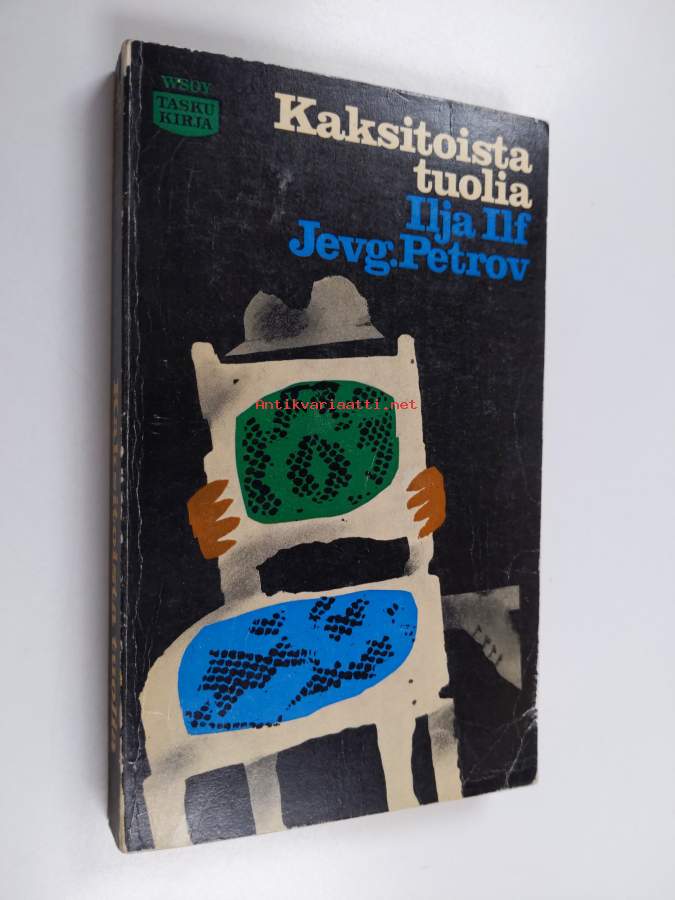 WSOY
TASKU
KIRJA
Kaksitoista
tuolia
Ilja Ilf
Jevg.Petrov
Antikvariaatti.net